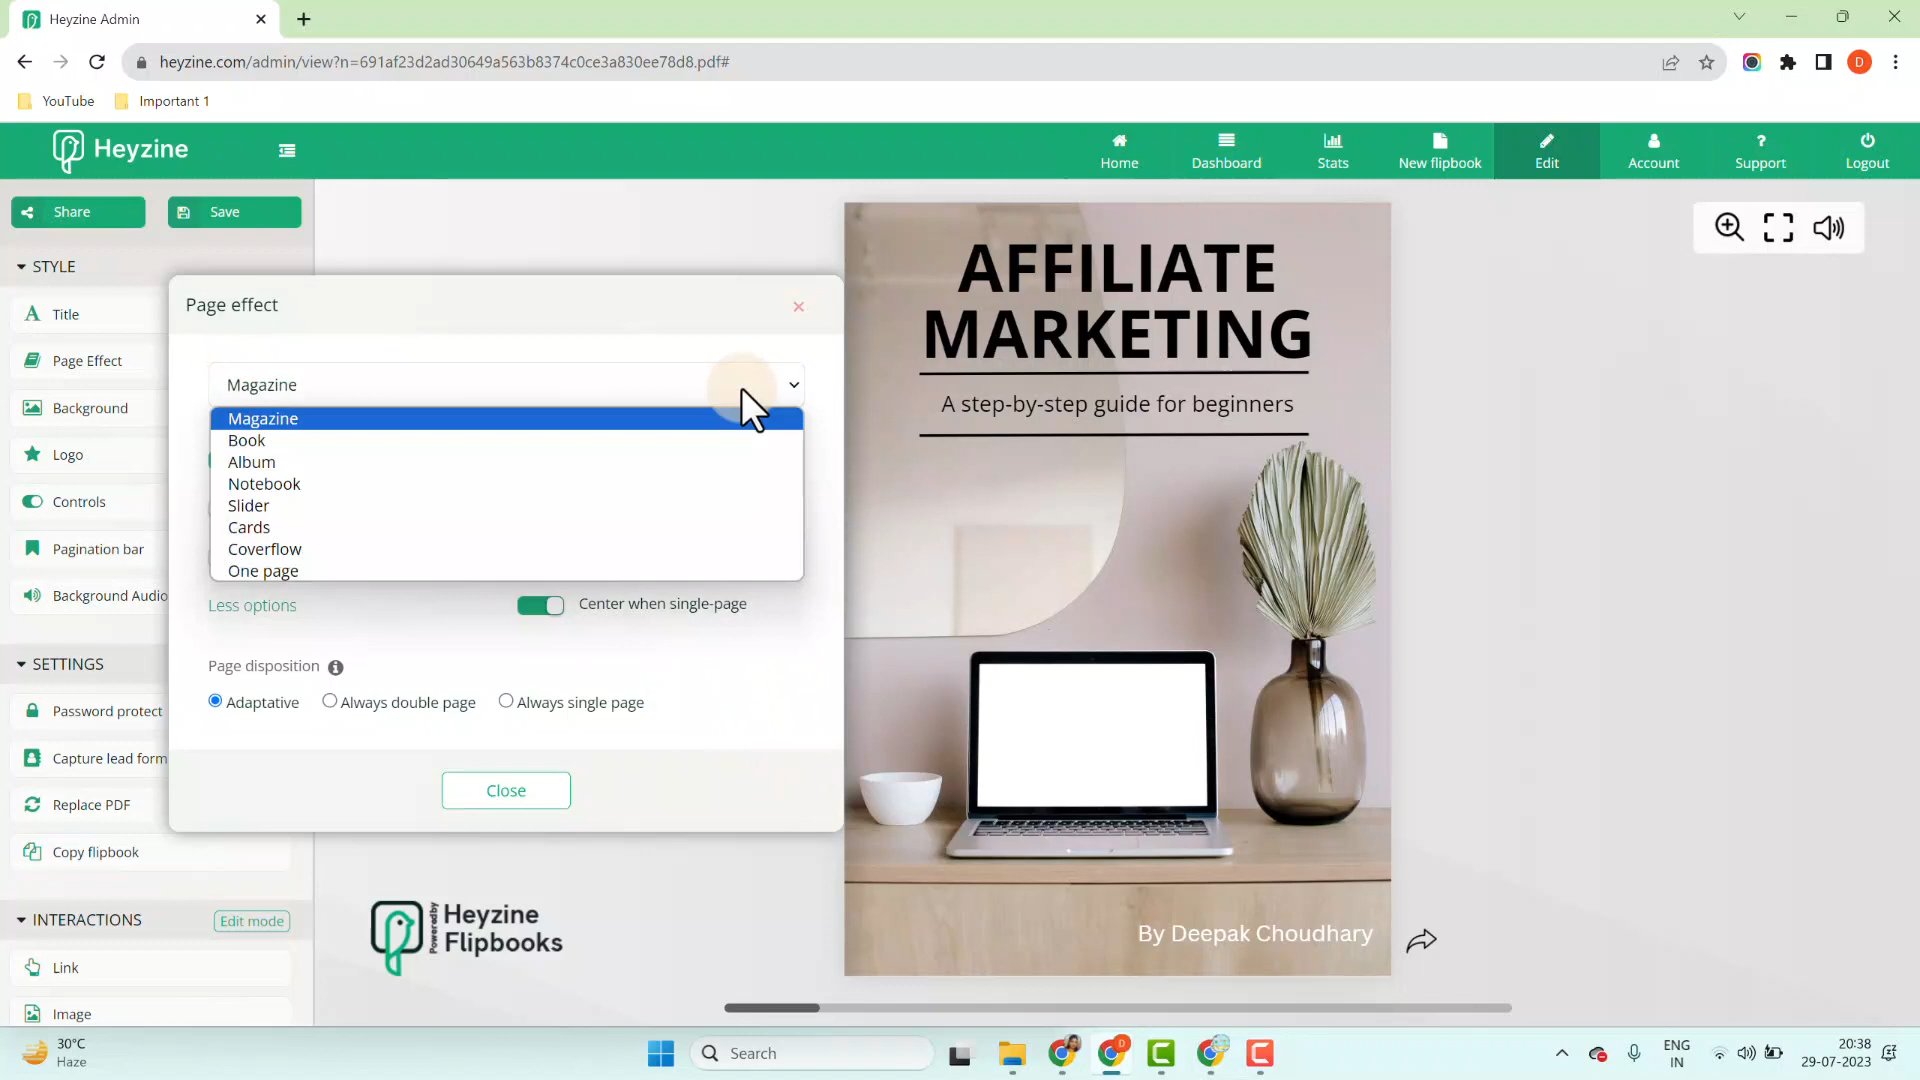 Heyzine Admin
heyzine.com/admin/view?n=691af23d2ad30649a563b8374c0ce3a830ee78d8.pdf#
D
YouTube
Important 1
Heyzine
Home
Dashboard
Stats
New flipbook
Edit
Account
Support
Logout
Share
Save
STYLE
Title
Page Effect
Background
Logo
Controls
Pagination bar
Background Audio
SETTINGS
Password protect
Capture lead form
Replace PDF
Copy flipbook
INTERACTIONS
Edit mode
Link
Image
Page effect
Magazine
Magazine
Book
Album
Notebook
Slider
Cards
Coverflow
One page
Less options
Center when single-page
Page disposition
Adaptative
Always double page
Always single page
Close
AFFILIATE
MARKETING
A step-by-step guide for beginners
By Deepak Choudhary
Powered by
Heyzine
Flipbooks
30°C
Haze
Search
D
ENG
IN
20:38
29-07-2023